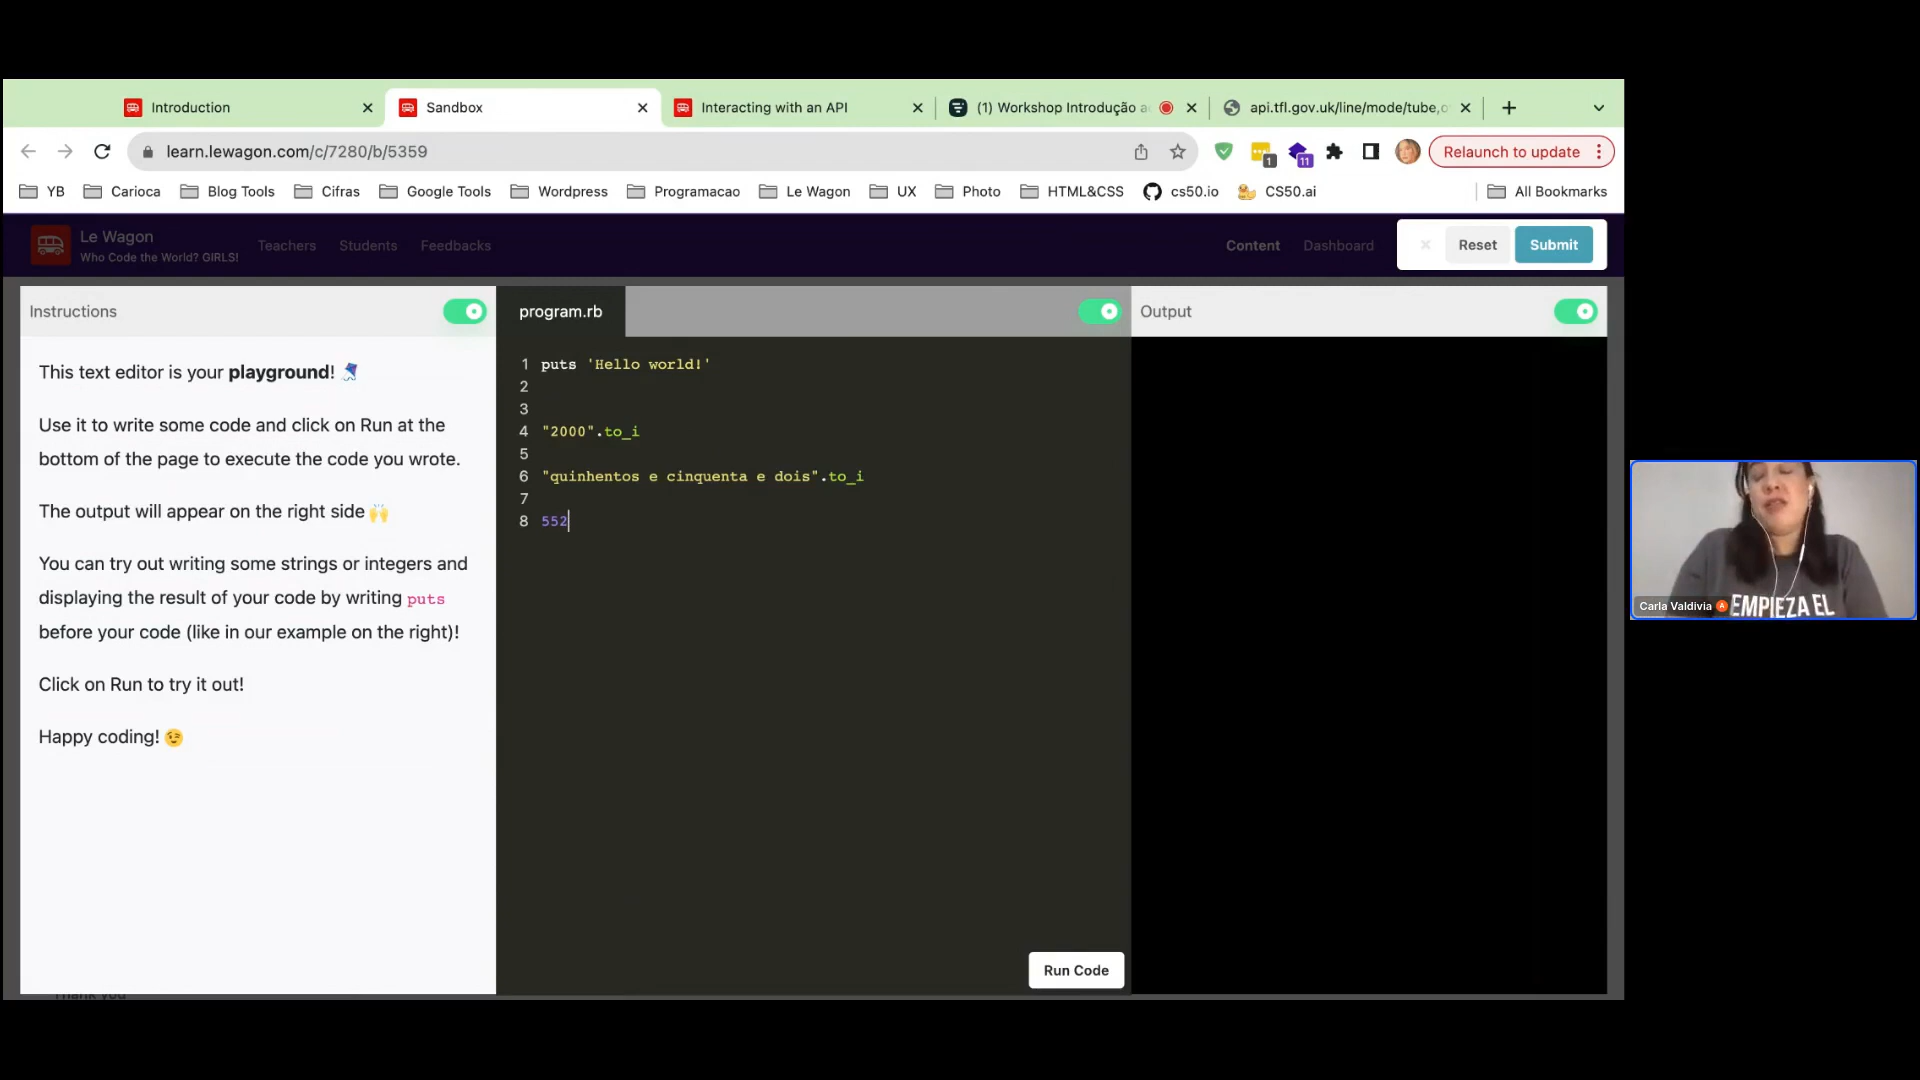 Introduction
Sandbox
Interacting with an API
(1) Workshop Introdução a
api.tfl.gov.uk/line/mode/tube,o
learn.lewagon.com/c/7280/b/5359
1
11
Relaunch to update
YB
Carioca
Blog Tools
Cifras
Google Tools
Wordpress
Programacao
Le Wagon
UX
Photo
HTML&CSS
cs50.io
CS50.ai
All Bookmarks
Le Wagon
Who Code the World? GIRLS!
Teachers
Students
Feedbacks
Content
Dashboard
Reset
Submit
Instructions
This text editor is your playground!
Use it to write some code and click on Run at the
bottom of the page to execute the code you wrote.
The output will appear on the right side
You can try out writing some strings or integers and
displaying the result of your code by writing puts
before your code (like in our example on the right)!
Click on Run to try it out!
Happy coding!
Thank you
program.rb
1 puts 'Hello world!'
2
3
4 "2000".to_i
5
6 "quinhentos e cinquenta e dois".to_i
7
8 552
Run Code
Output
EMPIEZA EL
Carla Valdivia